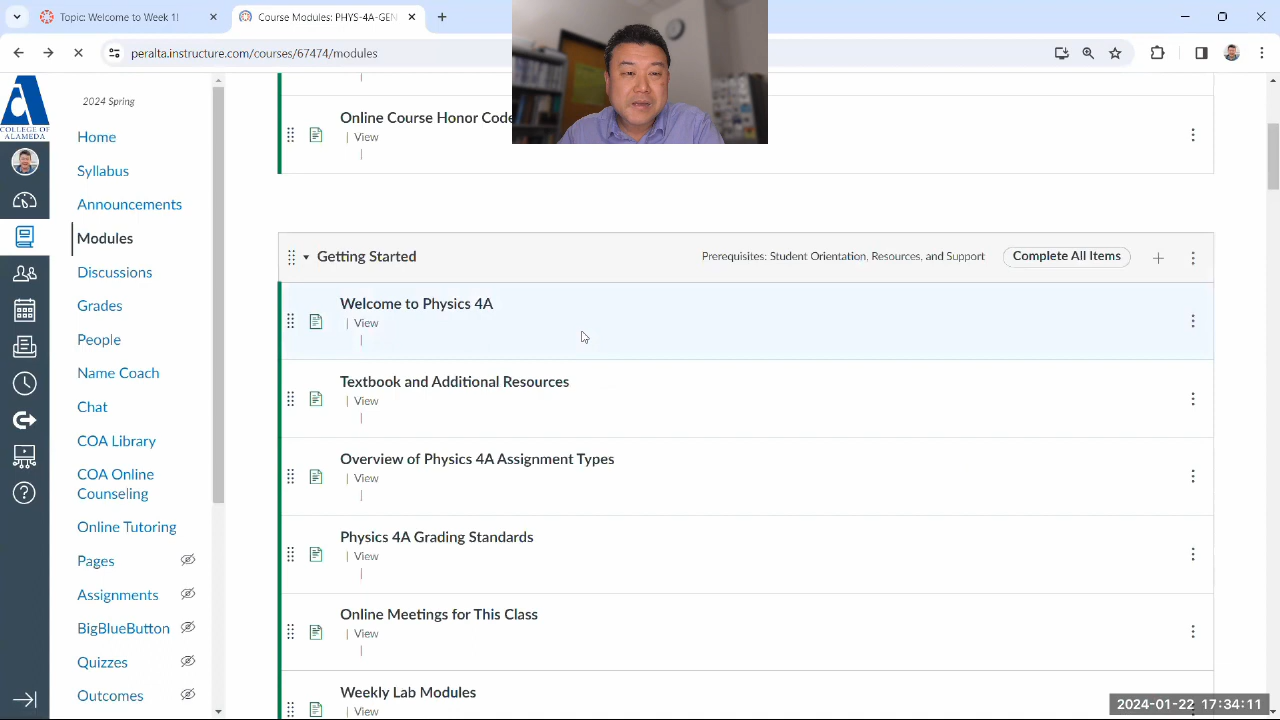 4A: Topic to Week 1!
Course Modules: Physics 4A-
peralta.instructure.com/courses/67474/modules
COLLEGE OF
ALAMEDA
2024 Spring
Home
Syllabus
Announcements
Modules
Discussions
Grades
People
Name Coach
Chat
COA Library
COA Online
Counseling
Online Tutoring
Pages
Assignments
BigBlueButton
Quizzes
Outcomes
Online Course Honor Code
| View
|
Getting Started
Prerequisites: Student Orientation, Resources, and Support
Complete All Items
Welcome to Physics 4A
| View
|
Textbook and Additional Resources
| View
|
Overview of Physics 4A Assignment Types
| View
|
Physics 4A Grading Standards
| View
|
Online Meetings for This Class
| View
|
Weekly Lab Modules
| View
2024-01-22 17:34:11